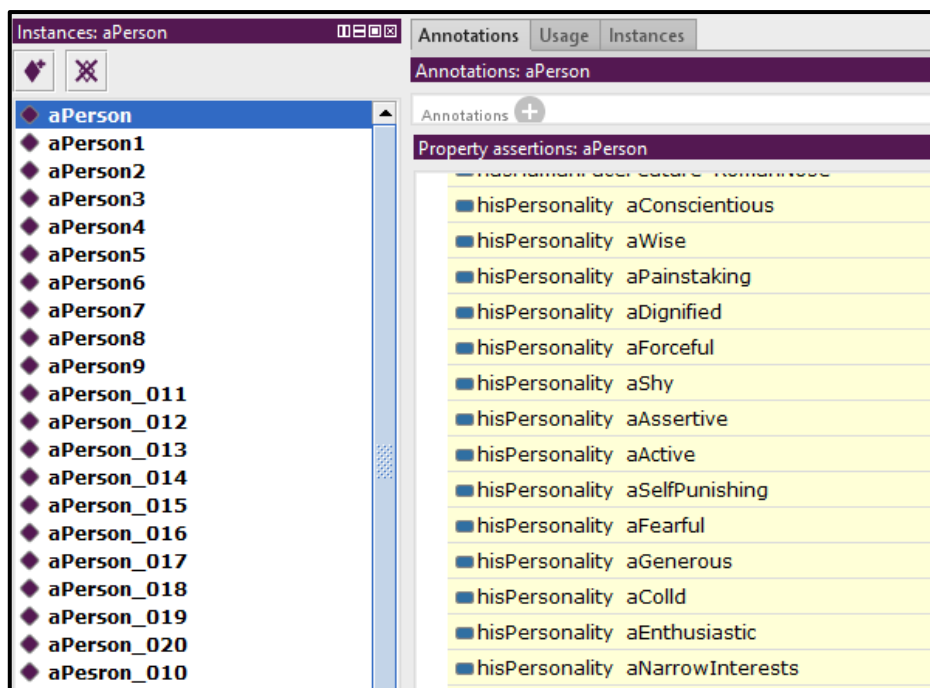 Instances: aPerson
aPerson
aPerson1
aPerson2
aPerson3
aPerson4
aPerson5
aPerson6
aPerson7
aPerson8
aPerson9
aPerson_011
aPerson_012
aPerson_013
aPerson_014
aPerson_015
aPerson_016
aPerson_017
aPerson_018
aPerson_019
aPerson_020
aPesron_010
Annotations Usage Instances
Annotations: aPerson
Annotations
Property assertions: aPerson
hisPersonality aConscientious
hisPersonality aWise
hisPersonality aPainstaking
hisPersonality aDignified
hisPersonality aForceful
hisPersonality aShy
hisPersonality aAssertive
hisPersonality aActive
hisPersonality aSelfPunishing
hisPersonality aFearful
hisPersonality aGenerous
hisPersonality aColld
hisPersonality aEnthusiastic
hisPersonality aNarrowInterests